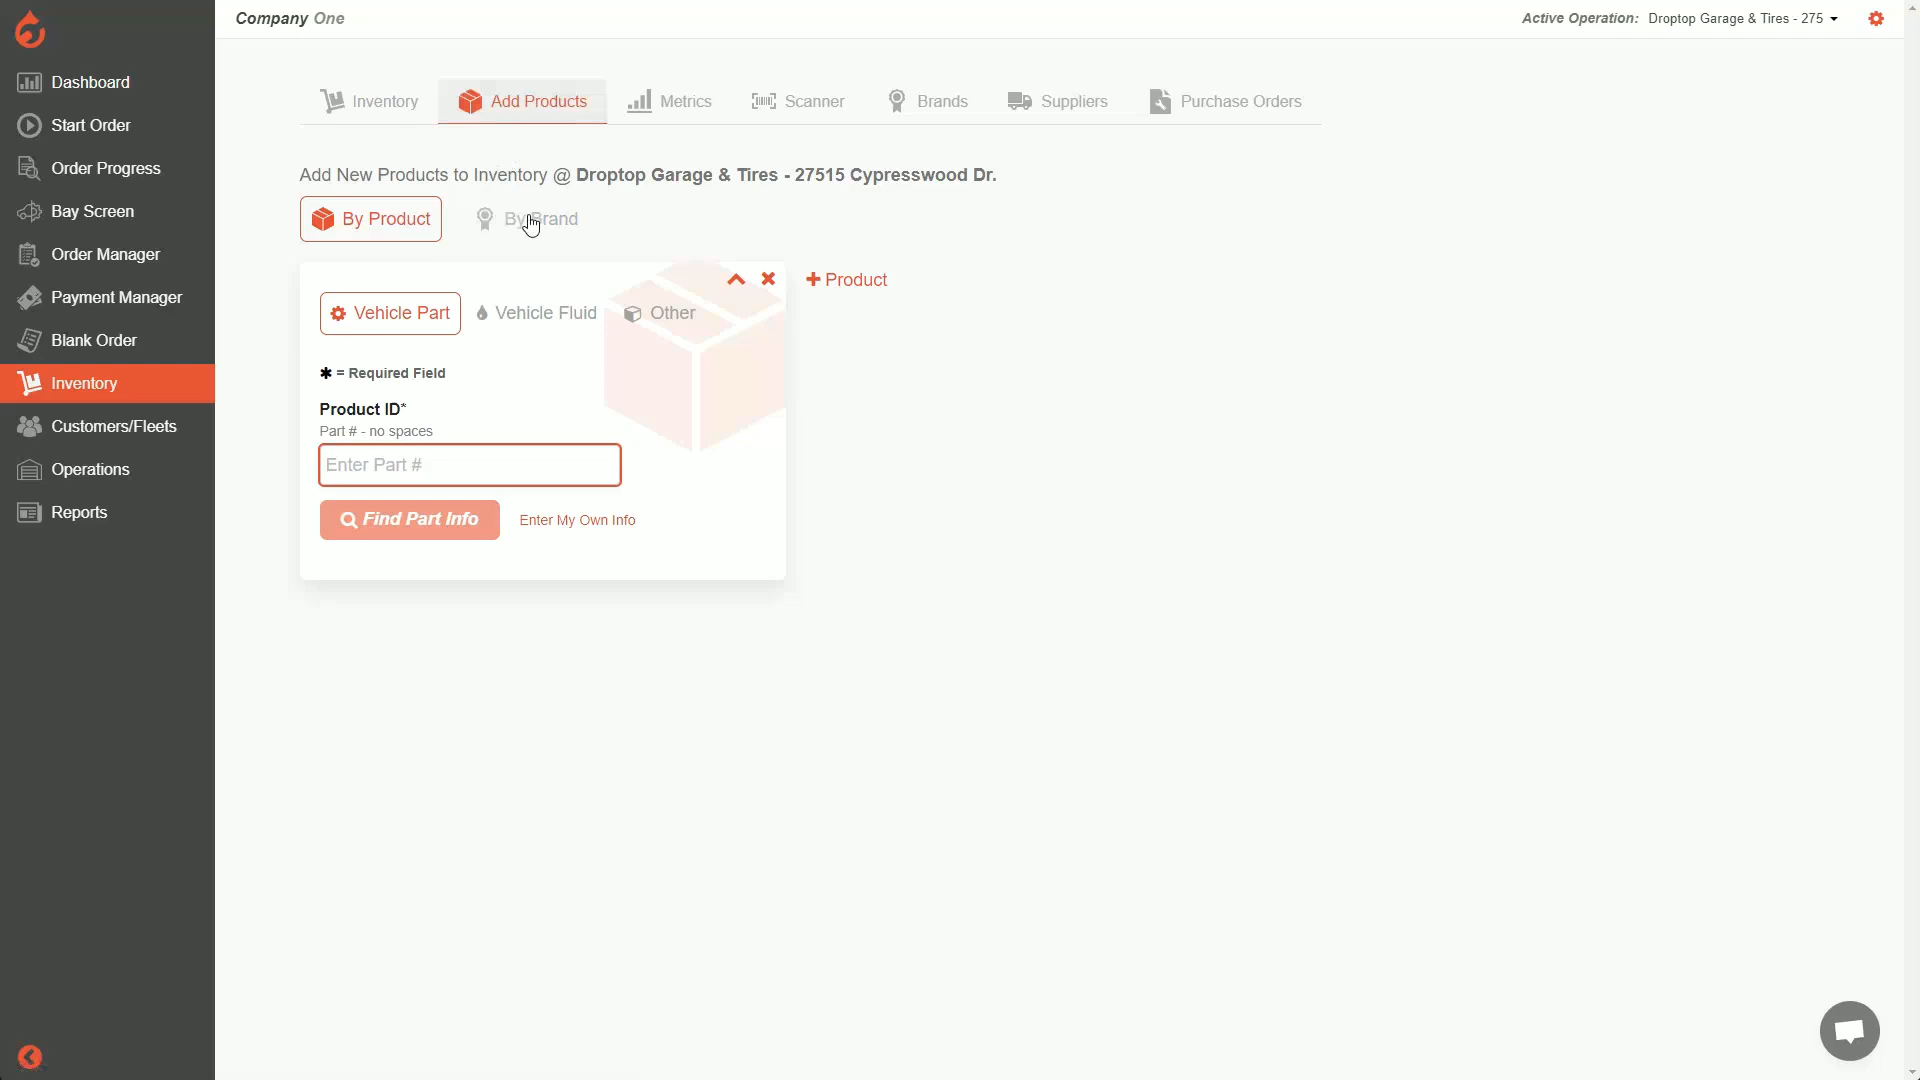 Company One
Active Operation: Droptop Garage & Tires - 275
Dashboard
Start Order
Order Progress
Bay Screen
Order Manager
Payment Manager
Blank Order
Inventory
Customers/Fleets
Operations
Reports
Inventory
Add Products
Metrics
Scanner
Brands
Suppliers
Purchase Orders
Add New Products to Inventory @ Droptop Garage & Tires - 27515 Cypresswood Dr.
By Product
By Brand
+ Product
Vehicle Part
Vehicle Fluid
Other
* = Required Field
Product ID*
Part # - no spaces
Enter Part #
Find Part Info
Enter My Own Info